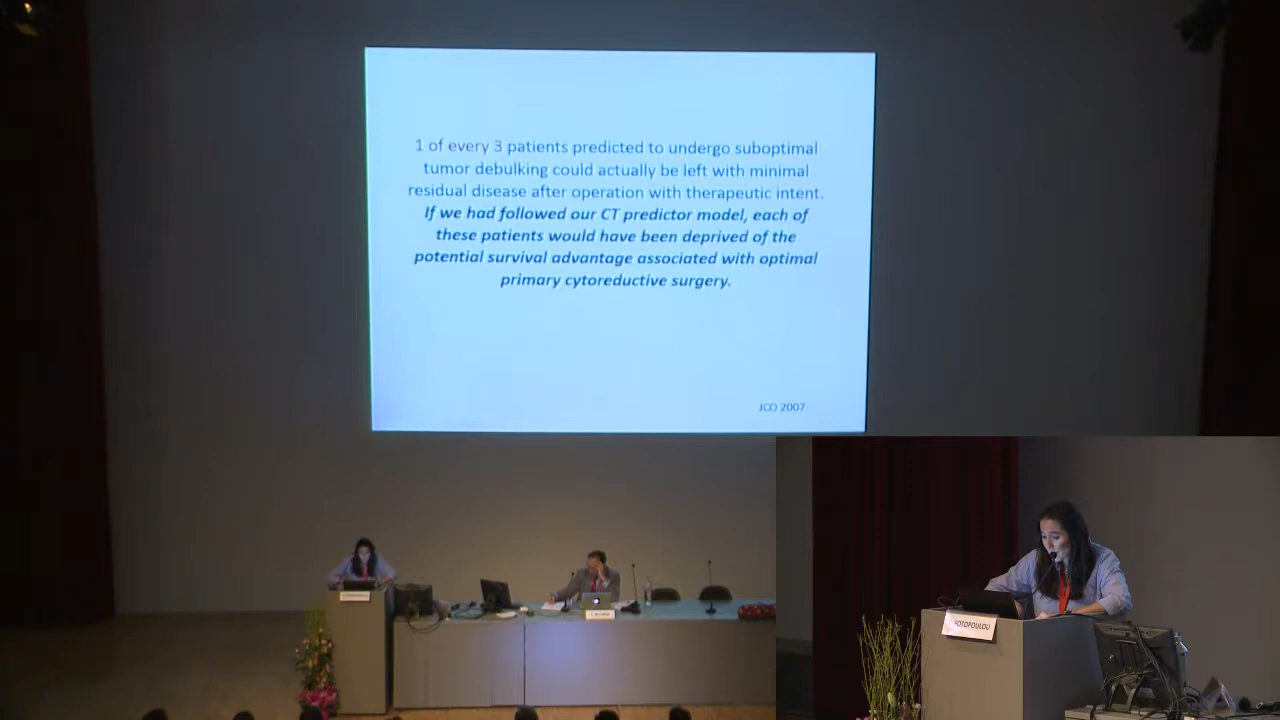 1 of every 3 patients predicted to undergo suboptimal
tumor debulking could actually be left with minimal
residual disease after operation with therapeutic intent.
If we had followed our CT predictor model, each of
these patients would have been deprived of the
potential survival advantage associated with optimal
primary cytoreductive surgery.
JCO 2007
FOTOPOULOU